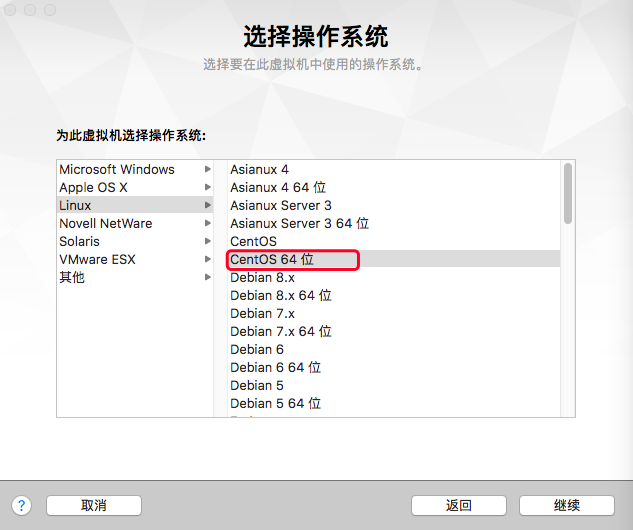 选择操作系统
选择要在此虚拟机中使用的操作系统。
为此虚拟机选择操作系统:
Microsoft Windows
Apple OS X
Linux
Novell NetWare
Solaris
VMware ESX
其他
Asianux 4
Asianux 4 64 位
Asianux Server 3
Asianux Server 3 64 位
CentOS
CentOS 64 位
Debian 8.x
Debian 8.x 64 位
Debian 7.x
Debian 7.x 64 位
Debian 6
Debian 6 64 位
Debian 5
Debian 5 64 位
?
取消
返回
继续